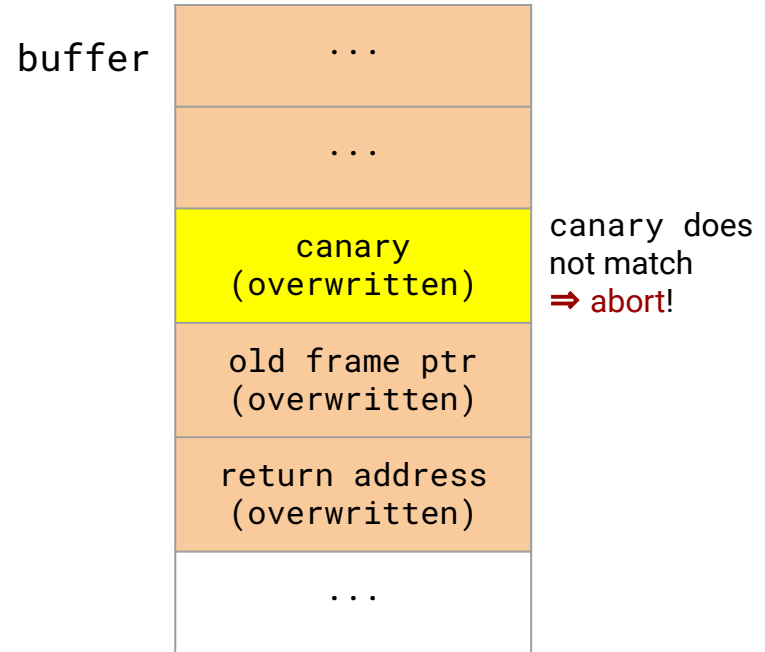 buffer
...
...
canary
(overwritten)
canary does
not match
⇒ abort!
old frame ptr
(overwritten)
return address
(overwritten)
...